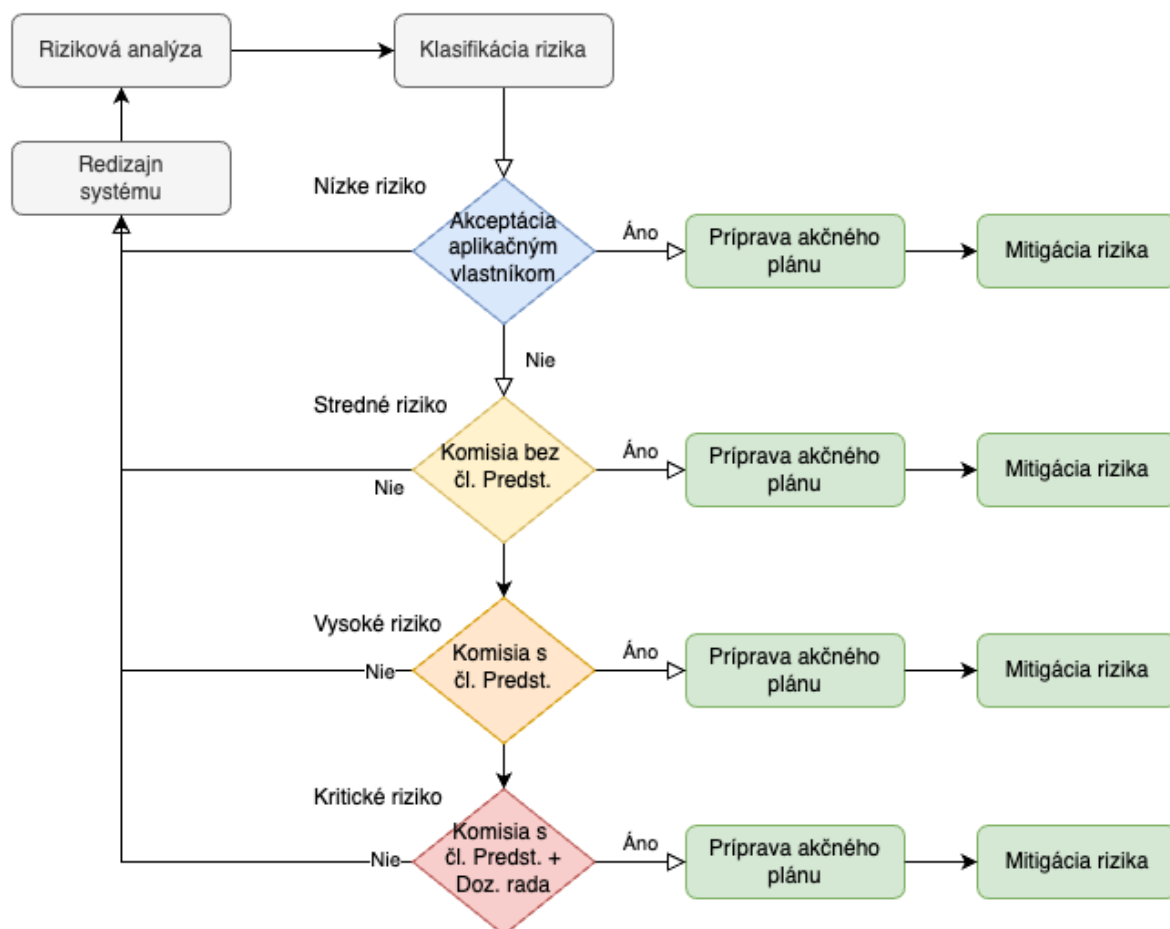 Riziková analýza
Klasifikácia rizika
Redizajn
systému
Nízke riziko
Akceptácia
aplikačným
vlastníkom
Áno
Príprava akčného
plánu
Mitigácia rizika
Nie
Stredné riziko
Komisia bez
čl. Predst.
Nie
Áno
Príprava akčného
plánu
Mitigácia rizika
Vysoké riziko
Komisia s
čl. Predst.
Nie
Áno
Príprava akčného
plánu
Mitigácia rizika
Kritické riziko
Komisia s
čl. Predst. +
Doz. rada
Nie
Áno
Príprava akčného
plánu
Mitigácia rizika